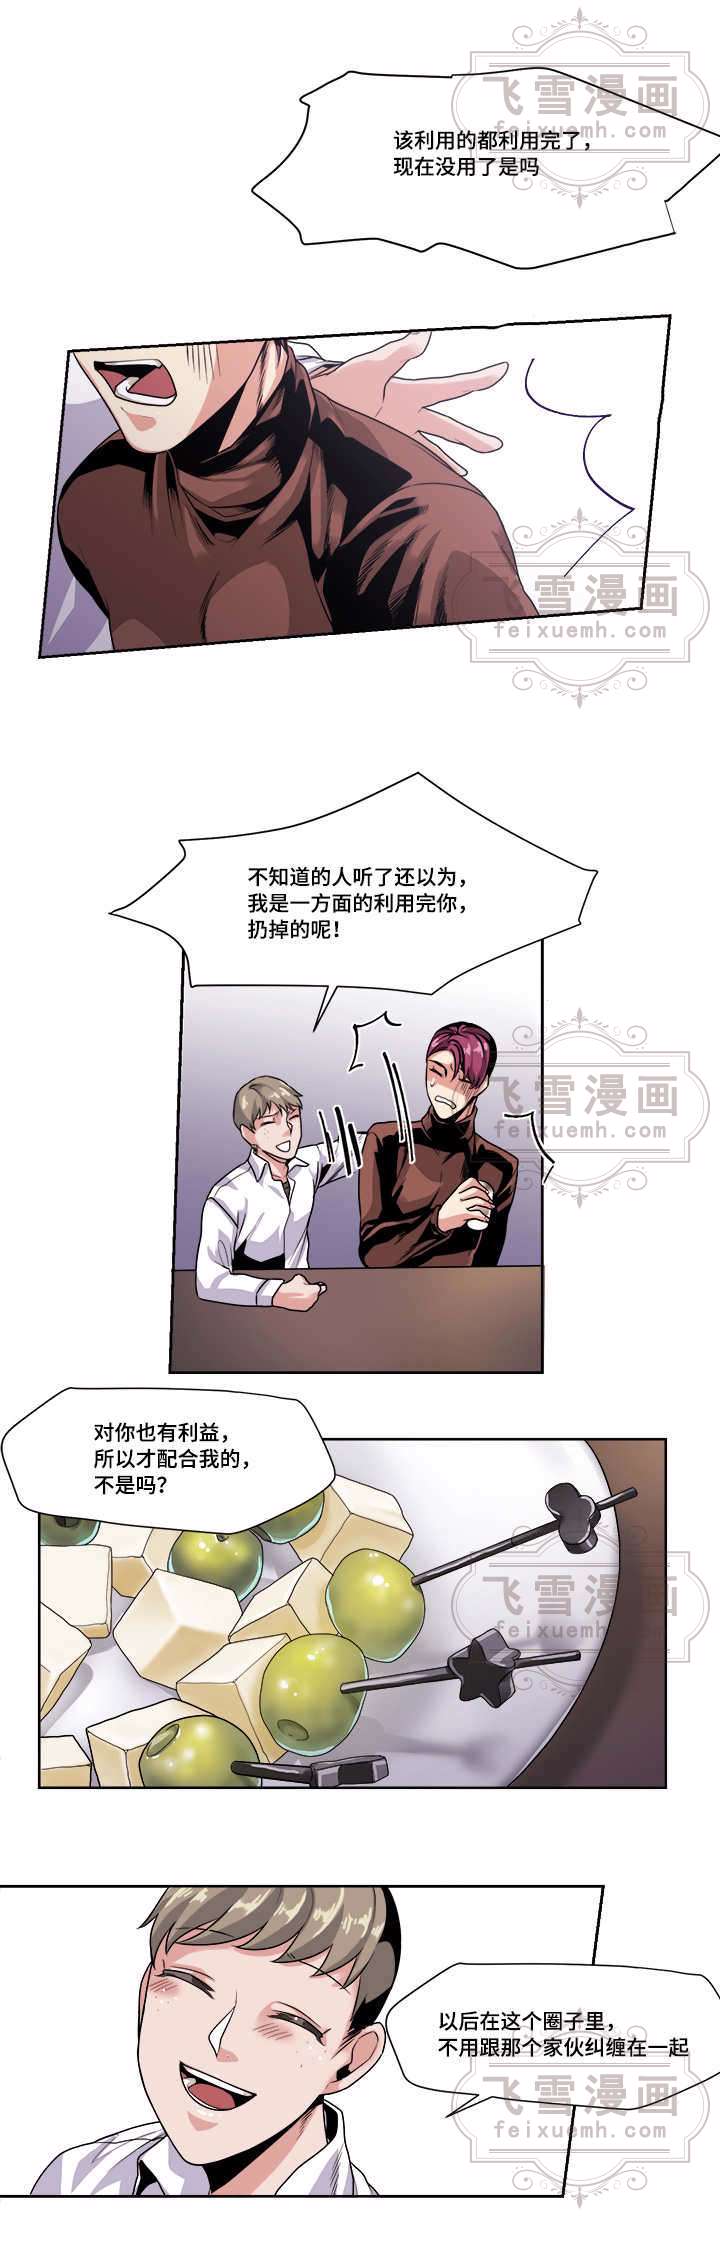 飞雪漫画
feixuemh.com
该利用的都利用完了，
现在没用了是吗
飞雪漫画
feixuemh.com
不知道的人听了还以为，
我是一方面的利用完你，
扔掉的呢！
飞雪漫画
feixuemh.com
对你也有利益，
所以才配合我的，
不是吗？
飞雪漫画
feixuemh.com
以后在这个圈子里，
不用跟那个家伙纠缠在一起
飞雪漫画
feixuemh.com